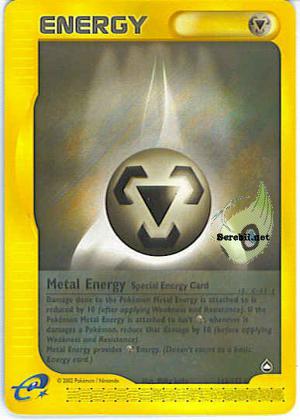 ENERGY
Serebii.net
Metal Energy Special Energy Card
Damage done to the Pokémon Metal Energy is attached to is
reduced by 10 (after applying Weakness and Resistance). If the
Pokémon Metal Energy is attached to isn't whenever it
damages a Pokémon, reduce that damage by 10 (before applying
Weakness and Resistance).
Metal Energy provides Energy. (Doesn't count as a basic
Energy card.)
e
©2002 Pokémon / Nintendo